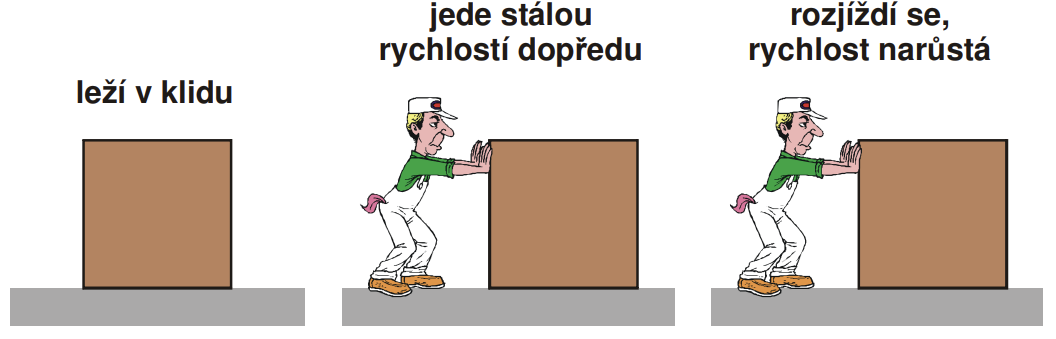 leží v klidu
jede stálou
rychlostí dopředu
rozjíždí se,
rychlost narůstá